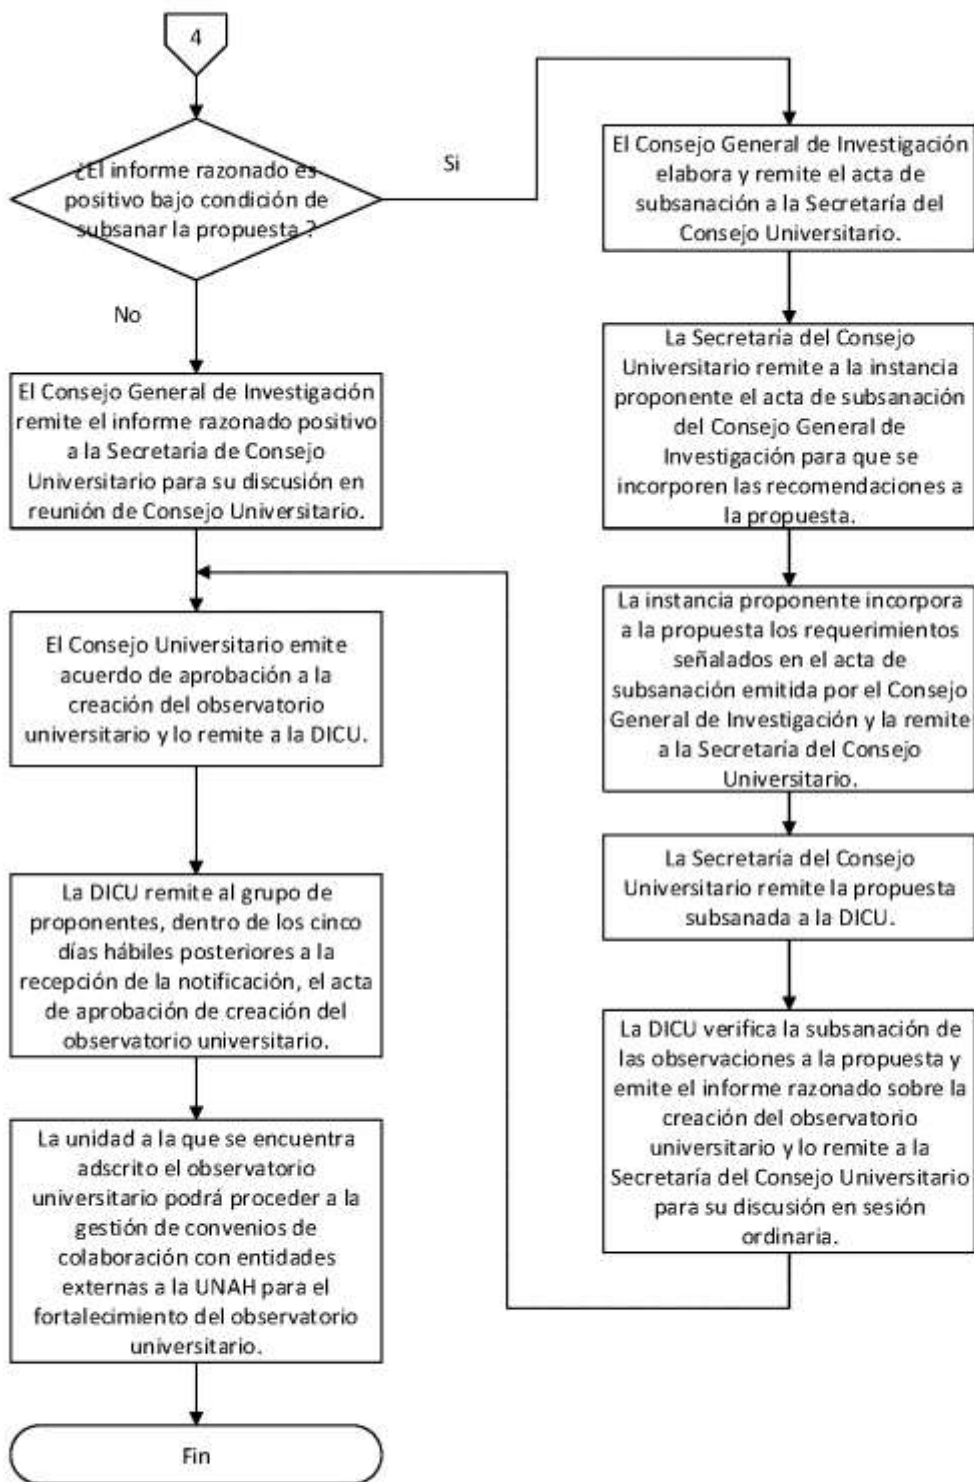 4
¿El informe razonado es
positivo bajo condición de
subsanar la propuesta ?
Si
No
El Consejo General de Investigación
remite el informe razonado positivo
a la Secretaría de Consejo
Universitario para su discusión en
reunión de Consejo Universitario.
El Consejo Universitario emite
acuerdo de aprobación a la
creación del observatorio
universitario y lo remite a la DICU.
La DICU remite al grupo de
proponentes, dentro de los cinco
días hábiles posteriores a la
recepción de la notificación, el acta
de aprobación de creación del
observatorio universitario.
La unidad a la que se encuentra
adscrito el observatorio
universitario podrá proceder a la
gestión de convenios de
colaboración con entidades
externas a la UNAH para el
fortalecimiento del observatorio
universitario.
Fin
El Consejo General de Investigación
elabora y remite el acta de
subsanación a la Secretaría del
Consejo Universitario.
La Secretaría del Consejo
Universitario remite a la instancia
proponente el acta de subsanación
del Consejo General de
Investigación para que se
incorporen las recomendaciones a
la propuesta.
La instancia proponente incorpora
a la propuesta los requerimientos
señalados en el acta de
subsanación emitida por el Consejo
General de Investigación y la remite
a la Secretaría del Consejo
Universitario.
La Secretaría del Consejo
Universitario remite la propuesta
subsanada a la DICU.
La DICU verifica la subsanación de
las observaciones a la propuesta y
emite el informe razonado sobre la
creación del observatorio
universitario y lo remite a la
Secretaría del Consejo Universitario
para su discusión en sesión
ordinaria.